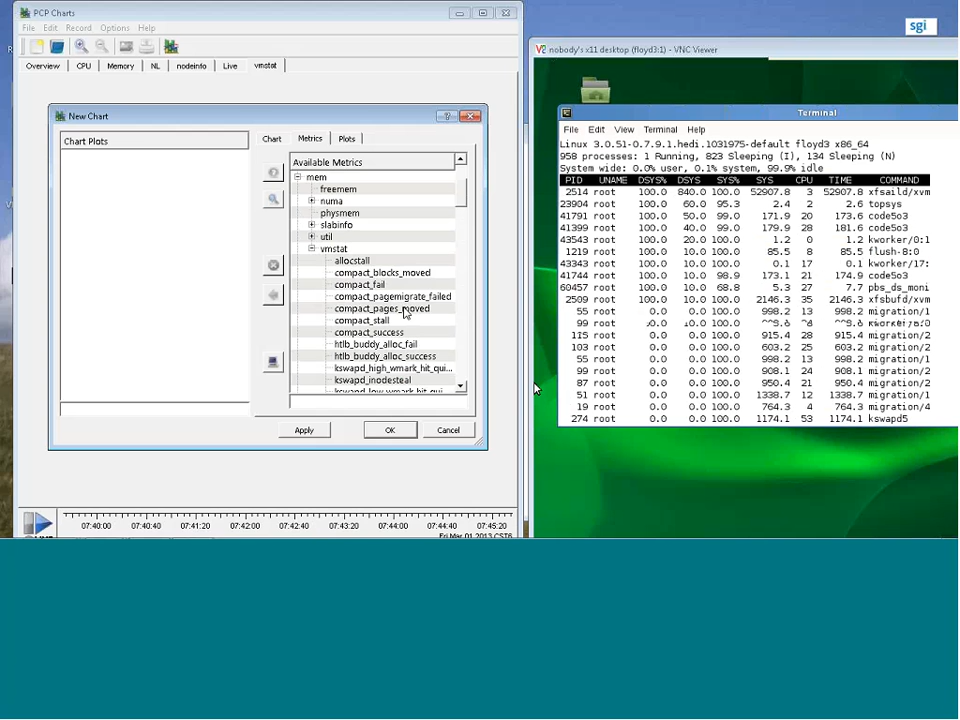 PCP Charts
File Edit Record Options Help
Overview CPU Memory NL nodeinfo Live vmstat
New Chart
Chart Plots
Chart Metrics Plots
Available Metrics
mem
freemem
numa
physmem
slabinfo
util
vmstat
allocstall
compact_blocks_moved
compact_fail
compact_pagemigrate_failed
compact_pages_moved
compact_stall
compact_success
htlb_buddy_alloc_fail
htlb_buddy_alloc_success
kswapd_high_wmark_hit_qui...
kswapd_inodesteal
kswapd_low_wmark_hit_qui...
Apply OK Cancel
07:40:00 07:40:40 07:41:20 07:42:00 07:42:40 07:43:20 07:44:00 07:44:40 07:45:20
Fri Mar 01 2013 CST6
sgi
nobody's x11 desktop (floyd3:1) - VNC Viewer
Terminal
File Edit View Terminal Help
Linux 3.0.51-0.7.9.1.hedi.1031975-default floyd3 x86_64
958 processes: 1 Running, 823 Sleeping (I), 134 Sleeping (N)
System wide: 0.0% user, 0.1% system, 99.9% idle
PID UNAME DSYS% DSYS SYS% SYS CPU TIME COMMAND
2514 root 100.0 840.0 100.0 52907.8 3 52907.8 xfsaild/xvm
23904 root 100.0 60.0 95.3 2.4 2 2.6 topsys
41791 root 100.0 50.0 99.0 171.9 20 173.6 code5o3
41399 root 100.0 40.0 99.0 179.9 28 181.6 code5o3
43543 root 100.0 20.0 100.0 1.2 0 1.2 kworker/0:1
1219 root 100.0 10.0 100.0 85.5 8 85.5 flush-8:0
43343 root 100.0 10.0 100.0 0.1 17 0.1 kworker/17:
41744 root 100.0 10.0 98.9 173.1 21 174.9 code5o3
60457 root 100.0 10.0 68.8 5.3 27 7.7 pbs_ds_moni
2509 root 100.0 10.0 100.0 2146.3 35 2146.3 xfsbufd/xvm
55 root 0.0 0.0 100.0 998.2 13 998.2 migration/1
99 root
115 root 0.0 0.0 100.0 915.4 28 915.4 migration/2
103 root 0.0 0.0 100.0 603.2 25 603.2 migration/2
55 root 0.0 0.0 100.0 998.2 13 998.2 migration/1
99 root 0.0 0.0 100.0 908.1 24 908.1 migration/2
87 root 0.0 0.0 100.0 950.4 21 950.4 migration/2
51 root 0.0 0.0 100.0 1338.7 12 1338.7 migration/1
19 root 0.0 0.0 100.0 764.3 4 764.3 migration/4
274 root 0.0 0.0 100.0 1174.1 53 1174.1 kswapd5